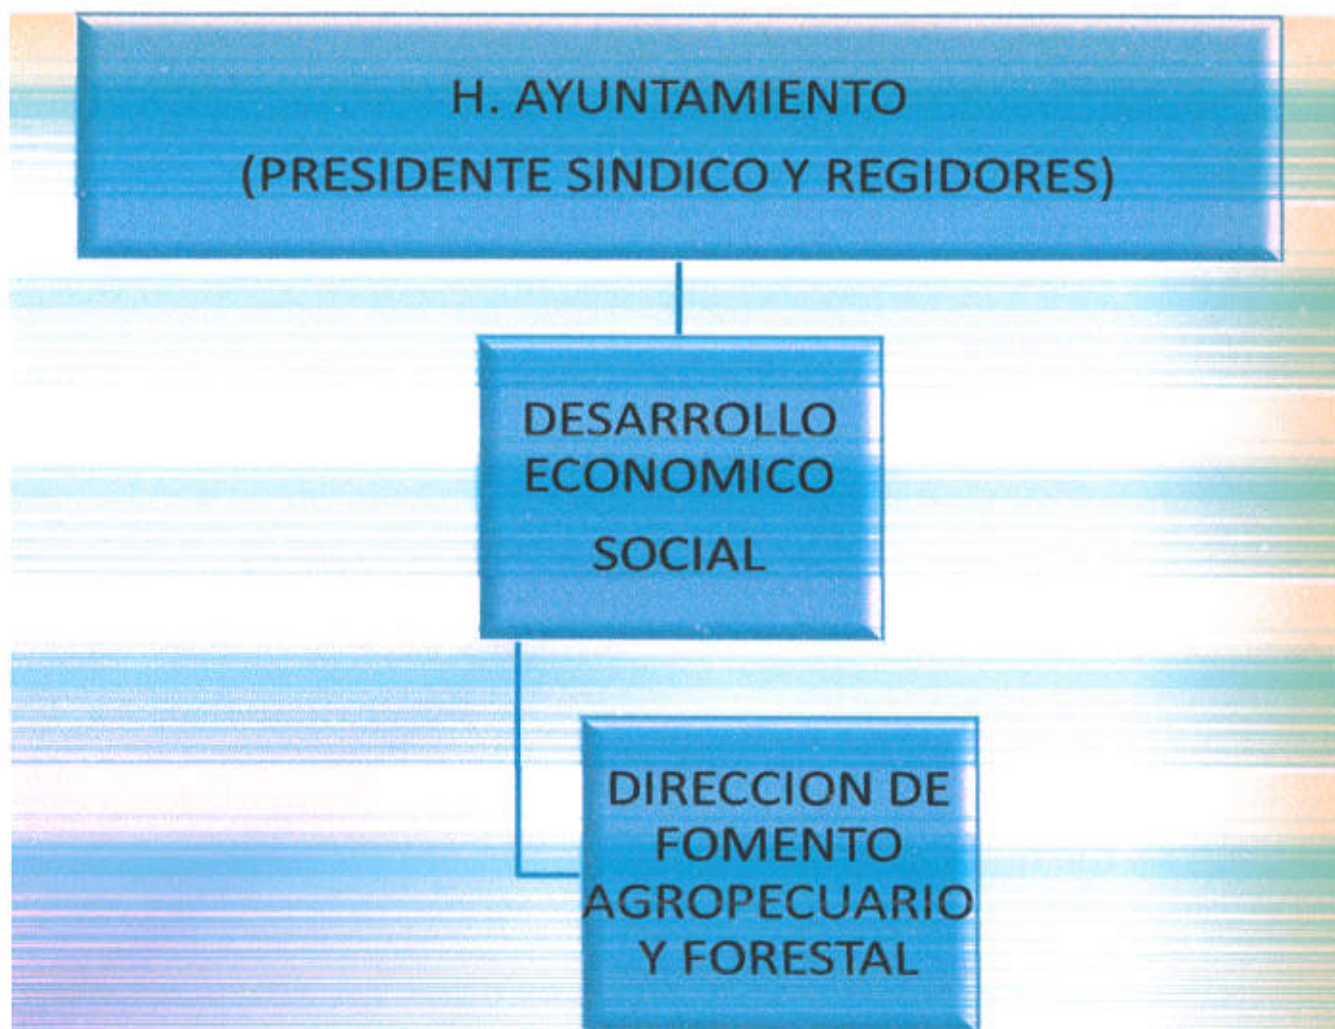 H. AYUNTAMIENTO
(PRESIDENTE SINDICO Y REGIDORES)
DESARROLLO
ECONOMICO
SOCIAL
DIRECCION DE
FOMENTO
AGROPECUARIO
Y FORESTAL